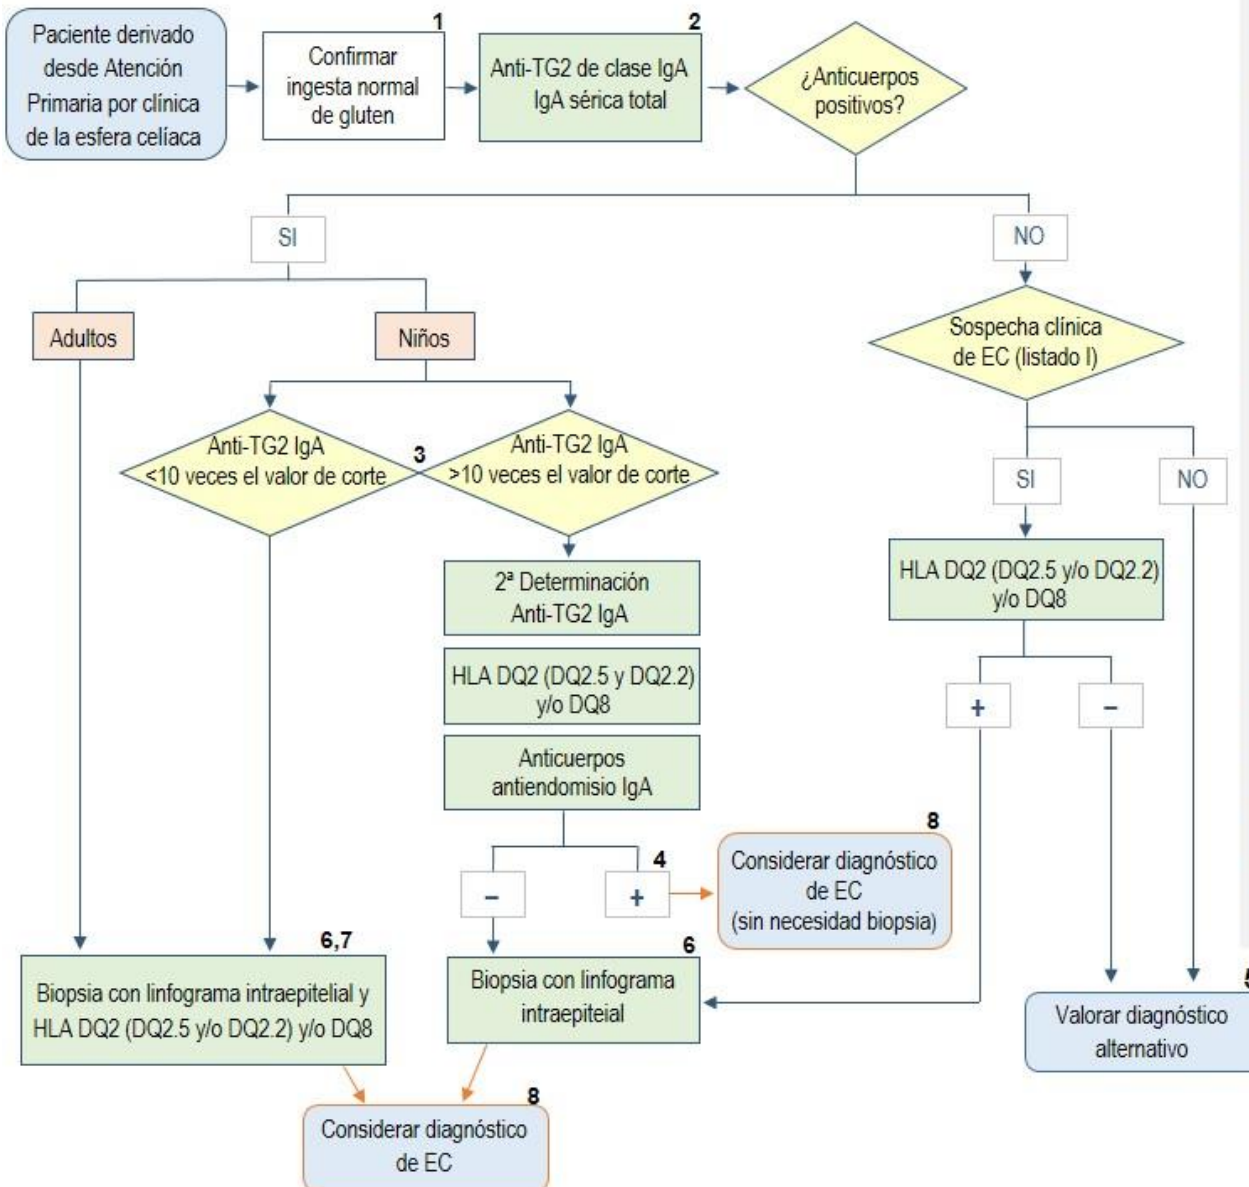 Paciente derivado
desde Atención
Primaria por clínica
de la esfera celíaca
1
Confirmar
ingesta normal
de gluten
2
Anti-TG2 de clase IgA
IgA sérica total
¿Anticuerpos
positivos?
SI
NO
Adultos
Niños
Sospecha clínica
de EC (listado I)
Anti-TG2 IgA
<10 veces el valor de corte
3
Anti-TG2 IgA
>10 veces el valor de corte
SI
NO
2ª Determinación
Anti-TG2 IgA
HLA DQ2 (DQ2.5 y/o DQ2.2)
y/o DQ8
HLA DQ2 (DQ2.5 y DQ2.2)
y/o DQ8
+
−
Anticuerpos
antiendomisio IgA
−
4
+
8
Considerar diagnóstico
de EC
(sin necesidad biopsia)
6,7
Biopsia con linfograma intraepitelial y
HLA DQ2 (DQ2.5 y/o DQ2.2) y/o DQ8
6
Biopsia con linfograma
intraepiteial
5
Valorar diagnóstico
alternativo
8
Considerar diagnóstico
de EC